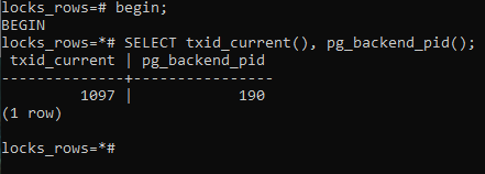 locks_rows=# begin;
BEGIN
locks_rows=*# SELECT txid_current(), pg_backend_pid();
 txid_current | pg_backend_pid
--------------+----------------
         1097 |            190
(1 row)

locks_rows=*#